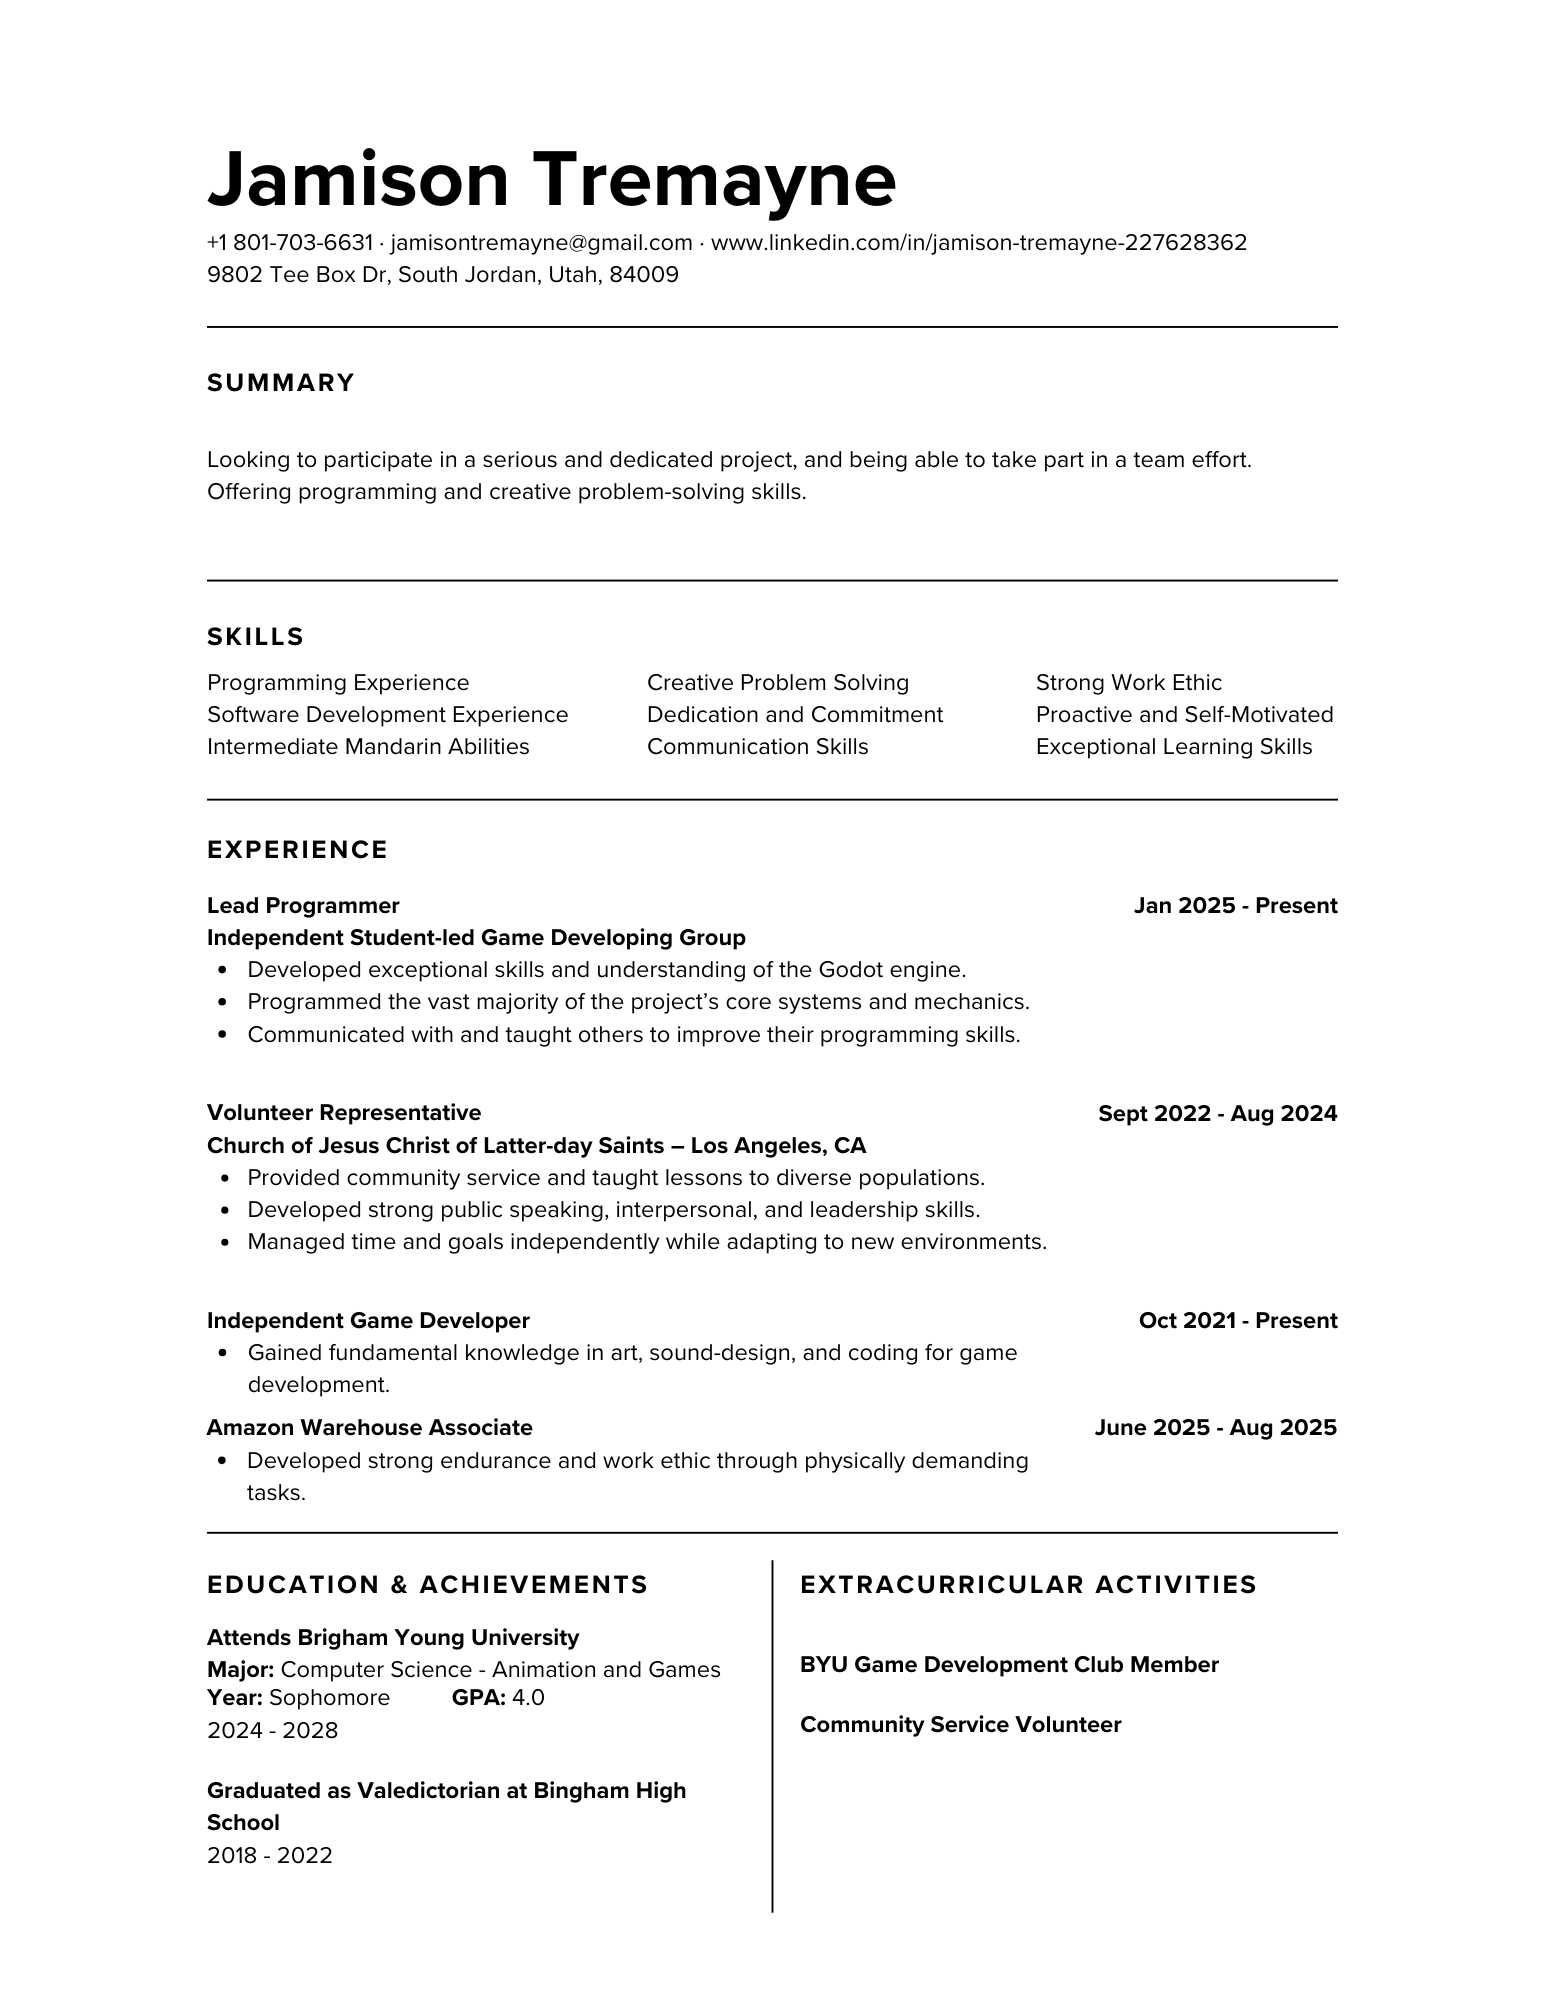 Jamison Tremayne
+1 801-703-6631 · jamisontremayne@gmail.com · www.linkedin.com/in/jamison-tremayne-227628362
9802 Tee Box Dr, South Jordan, Utah, 84009
SUMMARY
Looking to participate in a serious and dedicated project, and being able to take part in a team effort.
Offering programming and creative problem-solving skills.
SKILLS
Programming Experience
Software Development Experience
Intermediate Mandarin Abilities
Creative Problem Solving
Dedication and Commitment
Communication Skills
Strong Work Ethic
Proactive and Self-Motivated
Exceptional Learning Skills
EXPERIENCE
Lead Programmer Jan 2025 - Present
Independent Student-led Game Developing Group
• Developed exceptional skills and understanding of the Godot engine.
• Programmed the vast majority of the project’s core systems and mechanics.
• Communicated with and taught others to improve their programming skills.
Volunteer Representative Sept 2022 - Aug 2024
Church of Jesus Christ of Latter-day Saints – Los Angeles, CA
• Provided community service and taught lessons to diverse populations.
• Developed strong public speaking, interpersonal, and leadership skills.
• Managed time and goals independently while adapting to new environments.
Independent Game Developer Oct 2021 - Present
• Gained fundamental knowledge in art, sound-design, and coding for game
development.
Amazon Warehouse Associate June 2025 - Aug 2025
• Developed strong endurance and work ethic through physically demanding
tasks.
EDUCATION & ACHIEVEMENTS
Attends Brigham Young University
Major: Computer Science - Animation and Games
Year: Sophomore GPA: 4.0
2024 - 2028
Graduated as Valedictorian at Bingham High
School
2018 - 2022
EXTRACURRICULAR ACTIVITIES
BYU Game Development Club Member
Community Service Volunteer